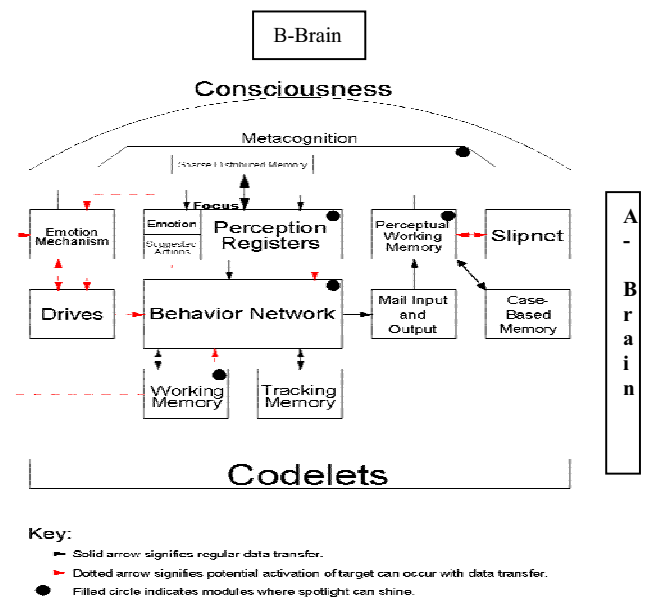 B-Brain
Consciousness
Metacognition
Sparse Distributed Memory
Focus
Emotion
Mechanism
Emotion
Suggested
Actions
Perception
Registers
Perceptual
Working
Memory
Slipnet
Drives
Behavior Network
Mail Input
and
Output
Case-
Based
Memory
Working
Memory
Tracking
Memory
Codelets
A
-
B
r
a
i
n
Key:
Solid arrow signifies regular data transfer.
Dotted arrow signifies potential activation of target can occur with data transfer.
Filled circle indicates modules where spotlight can shine.